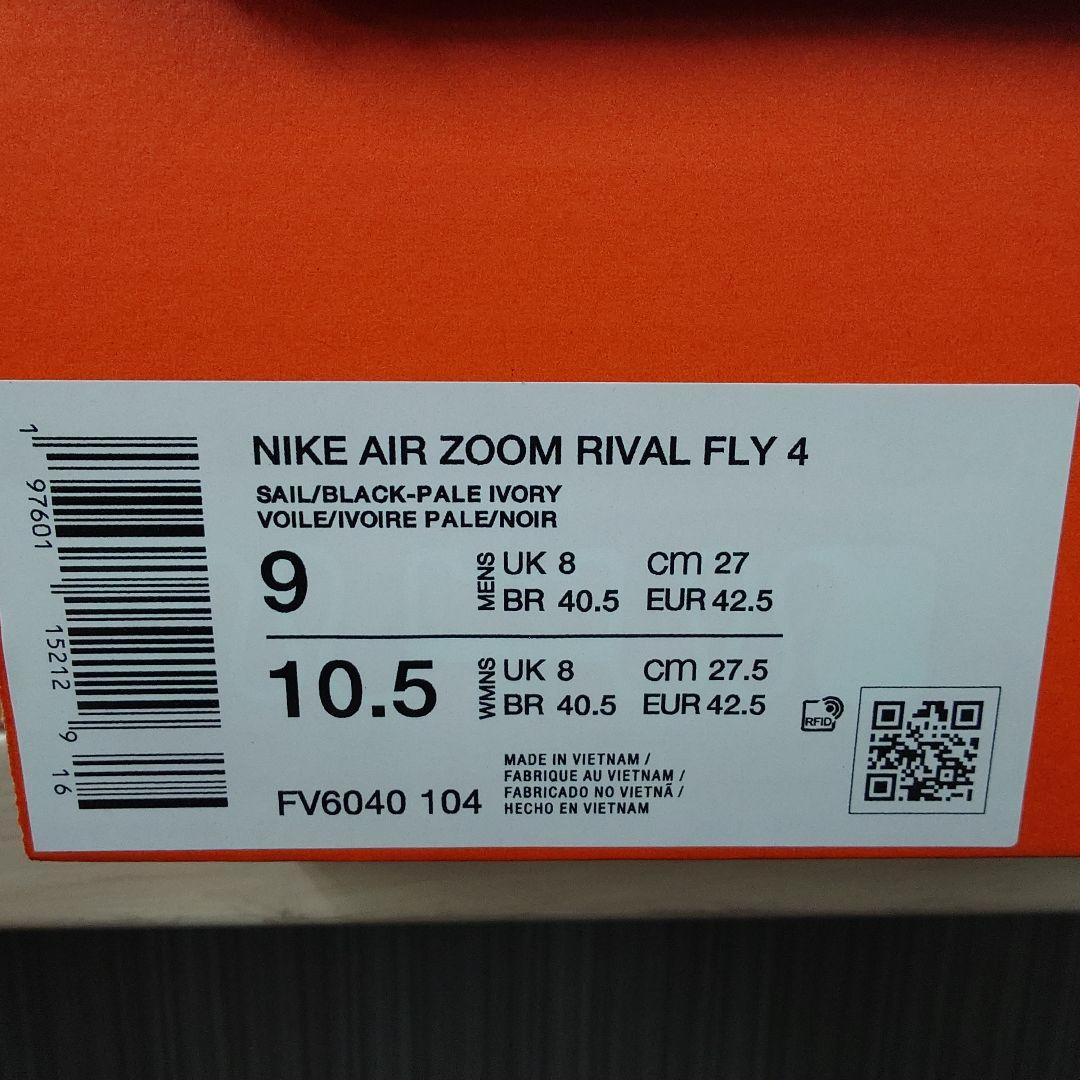 NIKE AIR ZOOM RIVAL FLY 4
SAIL/BLACK-PALE IVORY
VOILE/IVOIRE PALE/NOIR
9
MENS
UK 8 cm 27
BR 40.5 EUR 42.5
10.5
WMNS
UK 8 cm 27.5
BR 40.5 EUR 42.5
RFID
MADE IN VIETNAM /
FABRIQUE AU VIETNAM /
FABRICADO NO VIETNÃ /
HECHO EN VIETNAM
FV6040 104
1 97601 15212 9 16